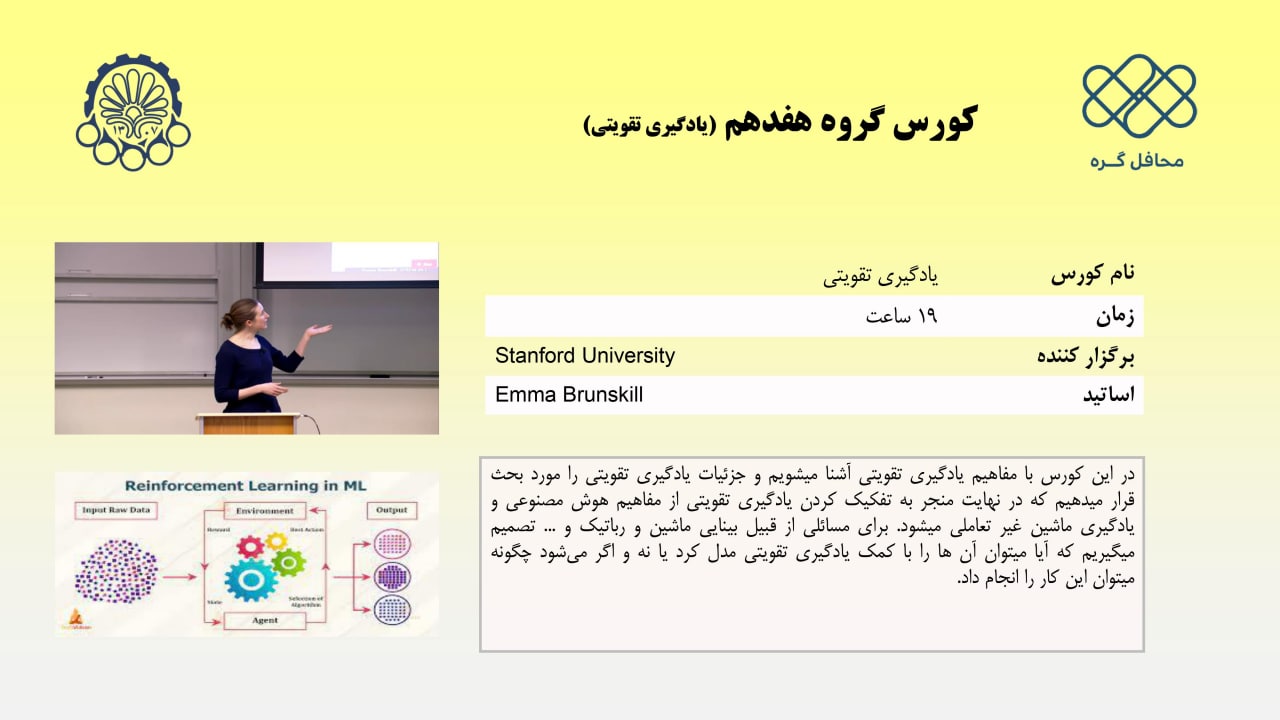 محافل گره
کورس گروه هفدهم (یادگیری تقویتی)
۱۳۰۷
نام کورس یادگیری تقویتی
زمان ۱۹ ساعت
برگزار کننده Stanford University
اساتید Emma Brunskill
در این کورس با مفاهیم یادگیری تقویتی آشنا میشویم و جزئیات یادگیری تقویتی را مورد بحث
قرار میدهیم که در نهایت منجر به تفکیک کردن یادگیری تقویتی از مفاهیم هوش مصنوعی و
یادگیری ماشین غیر تعاملی میشود. برای مسائلی از قبیل بینایی ماشین و رباتیک و ... تصمیم
میگیریم که آیا میتوان آن ها را با کمک یادگیری تقویتی مدل کرد یا نه و اگر می‌شود چگونه
میتوان این کار را انجام داد.
Reinforcement Learning in ML
Input Raw Data Environment Output
Reward Best Action
State Selection of
Algorithm
Agent